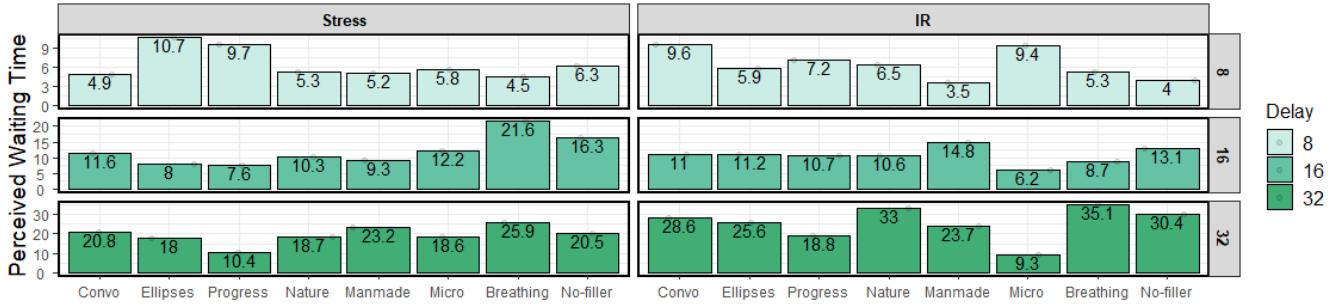 Stress IR
Perceived Waiting Time
9
6
3
0
4.9 10.7 9.7 5.3 5.2 5.8 4.5 6.3 9.6 5.9 7.2 6.5 3.5 9.4 5.3 4
8
20
15
10
5
0
11.6 8 7.6 10.3 9.3 12.2 21.6 16.3 11 11.2 10.7 10.6 14.8 6.2 8.7 13.1
16
30
20
10
0
20.8 18 10.4 18.7 23.2 18.6 25.9 20.5 28.6 25.6 18.8 33 23.7 9.3 35.1 30.4
32
Convo Ellipses Progress Nature Manmade Micro Breathing No-filler Convo Ellipses Progress Nature Manmade Micro Breathing No-filler
Delay
8
16
32